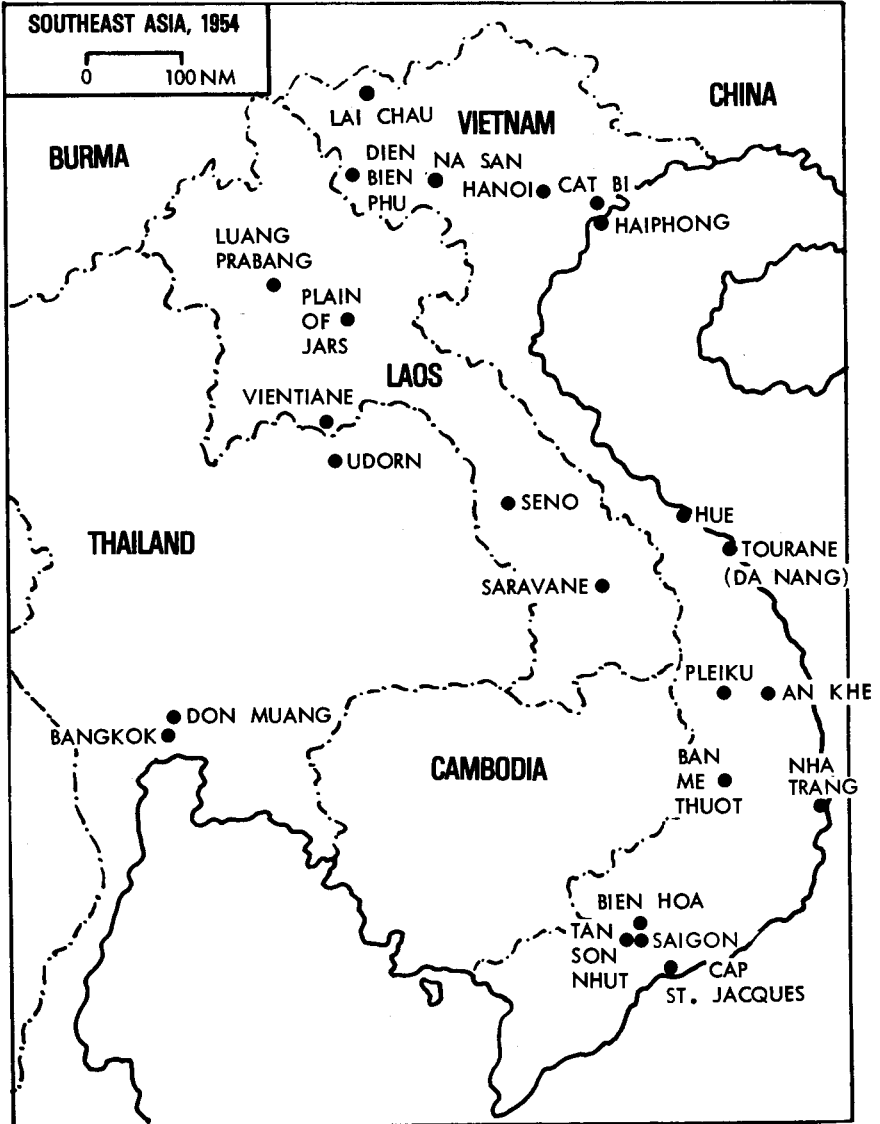 SOUTHEAST ASIA, 1954
0 100 NM
CHINA
LAI CHAU
VIETNAM
BURMA
DIEN
BIEN
PHU
NA SAN
HANOI
CAT BI
HAIPHONG
LUANG
PRABANG
PLAIN
OF
JARS
LAOS
VIENTIANE
UDORN
SENO
HUE
THAILAND
TOURANE
(DA NANG)
SARAVANE
PLEIKU
AN KHE
DON MUANG
BANGKOK
CAMBODIA
BAN
ME
THUOT
NHA
TRANG
BIEN HOA
TAN
SON
NHUT
SAIGON
CAP
ST. JACQUES